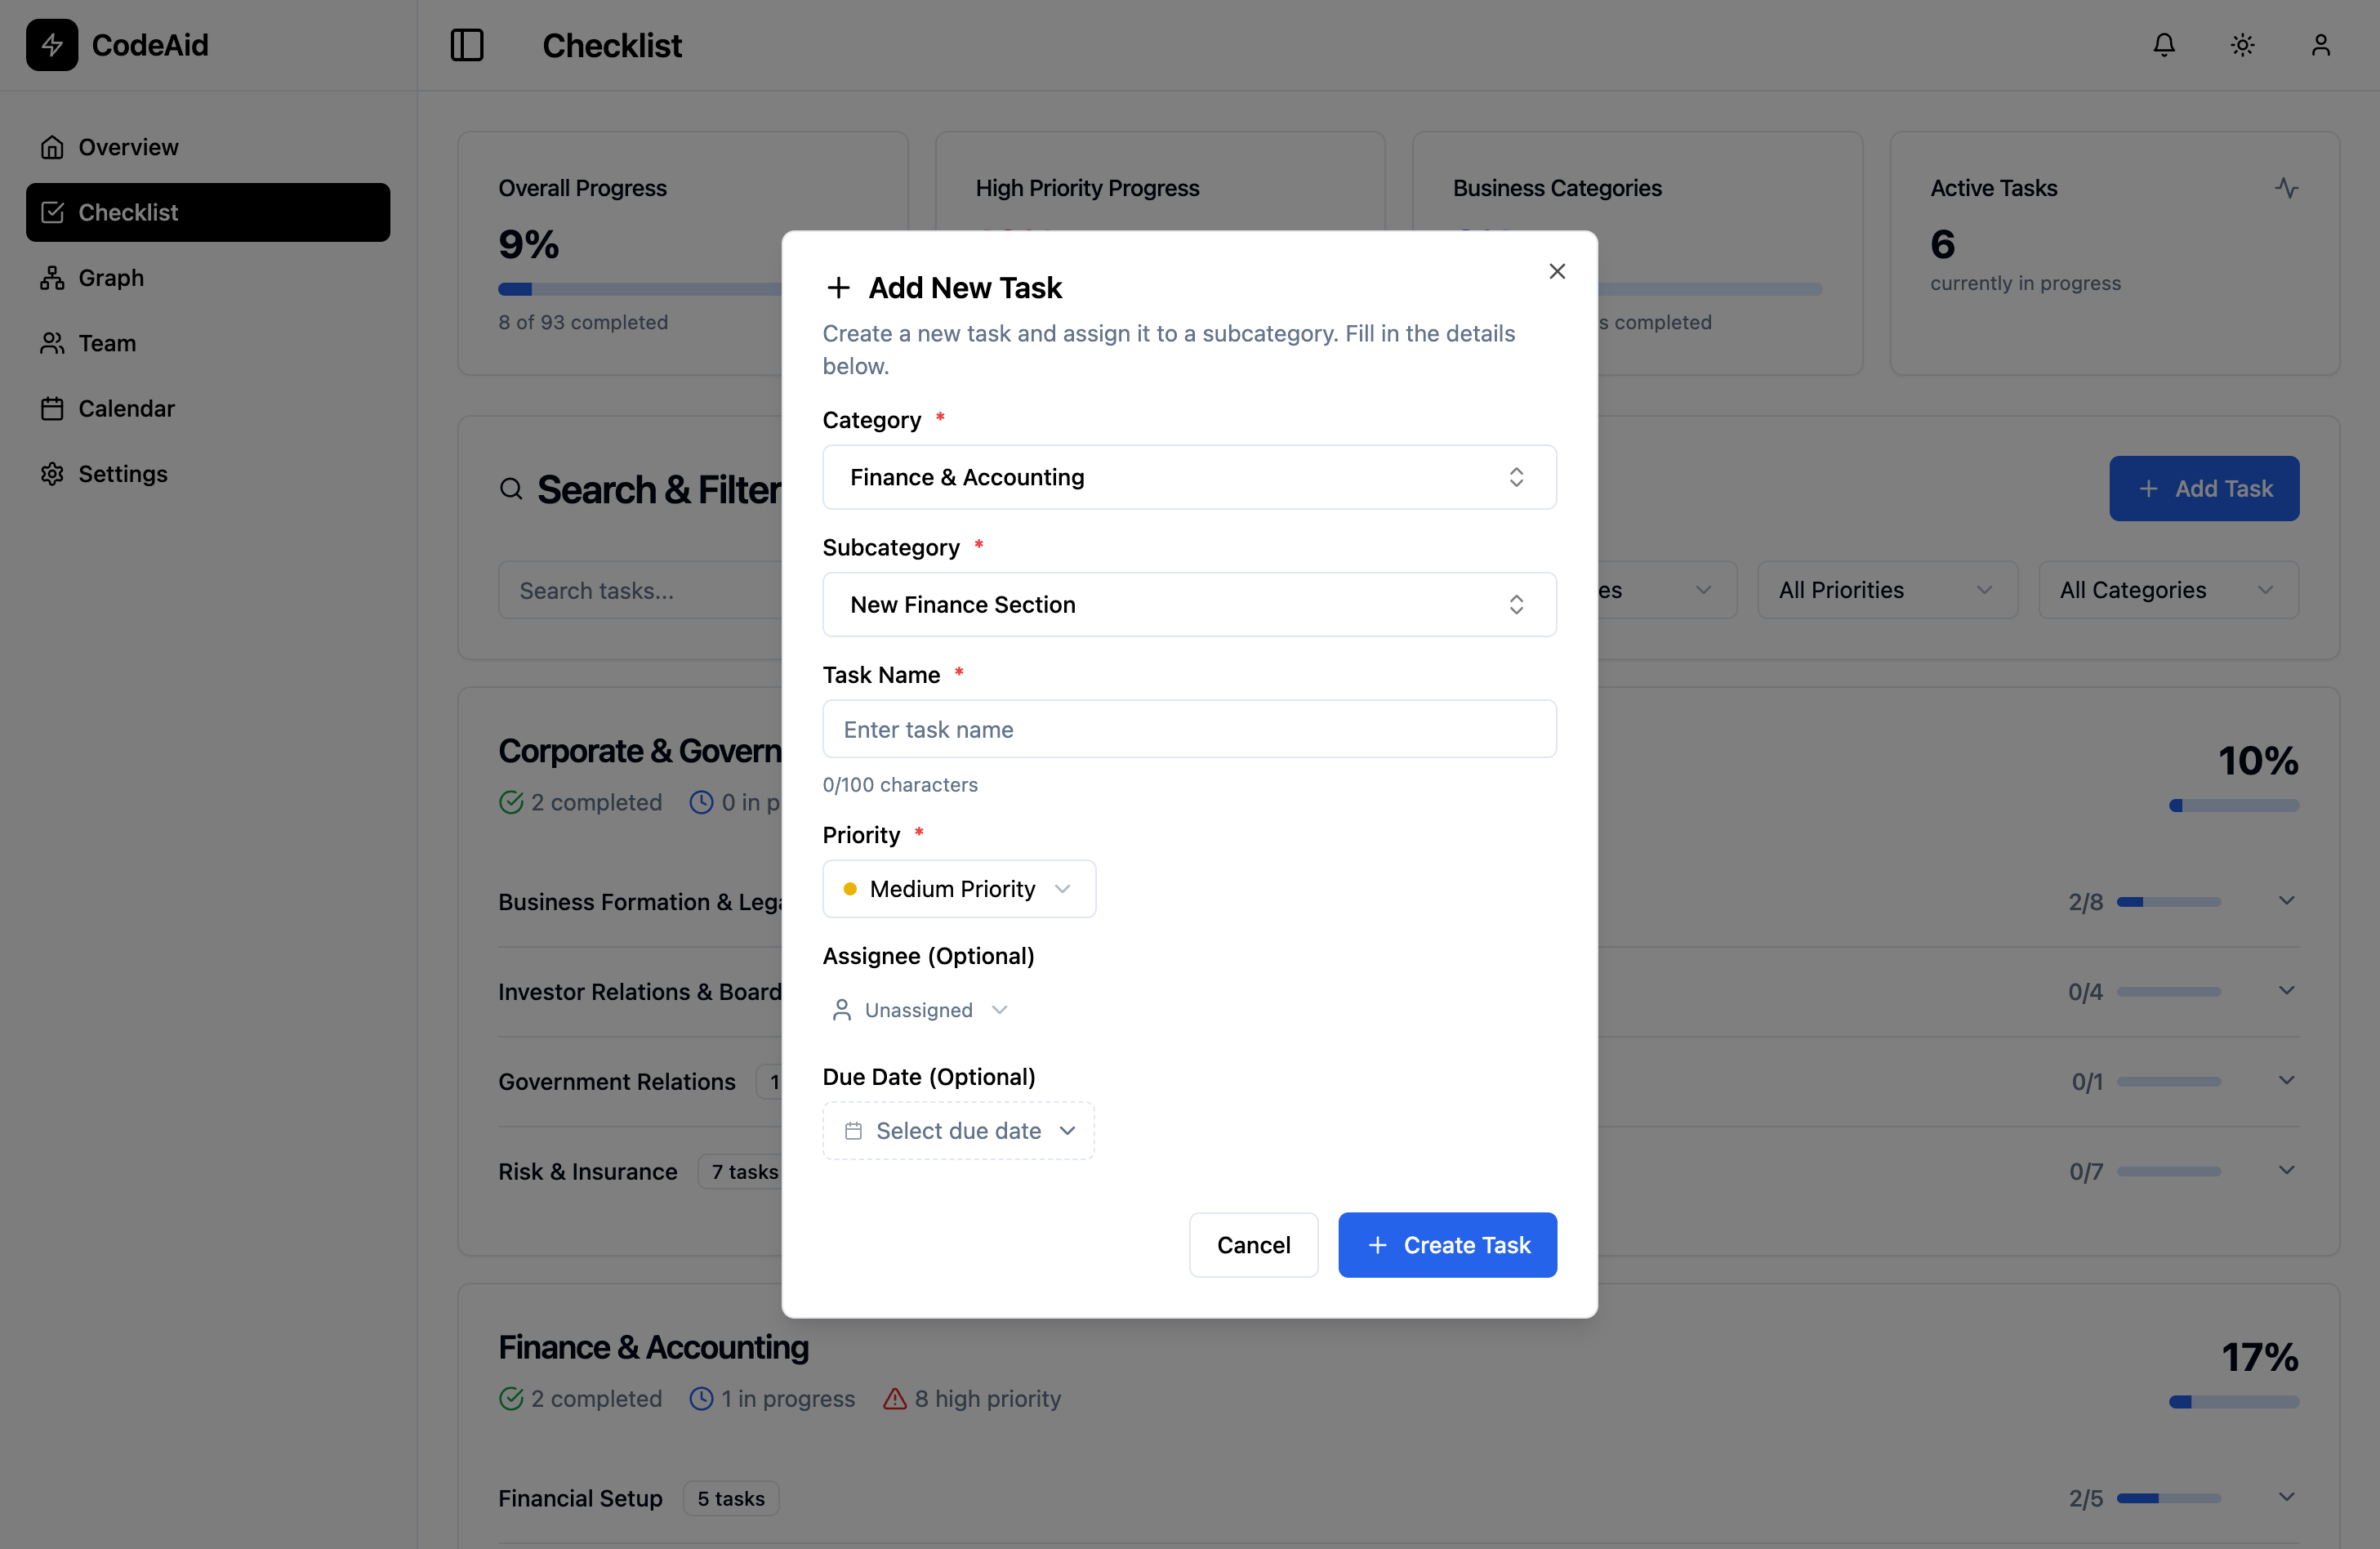 CodeAid
Checklist
Overview
Checklist
Graph
Team
Calendar
Settings
Overall Progress
9%
8 of 93 completed
High Priority Progress
Business Categories
completed
Active Tasks
6
currently in progress
Search & Filter
Add Task
Search tasks...
All Priorities
All Categories
Add New Task
Create a new task and assign it to a subcategory. Fill in the details
below.
Category *
Finance & Accounting
Subcategory *
New Finance Section
Task Name *
Enter task name
0/100 characters
Priority *
Medium Priority
Assignee (Optional)
Unassigned
Due Date (Optional)
Select due date
Cancel
Create Task
Corporate & Govern
10%
2 completed
0 in p
Business Formation & Lega
2/8
Investor Relations & Board
0/4
Government Relations
1
0/1
Risk & Insurance
7 tasks
0/7
Finance & Accounting
17%
2 completed
1 in progress
8 high priority
Financial Setup
5 tasks
2/5